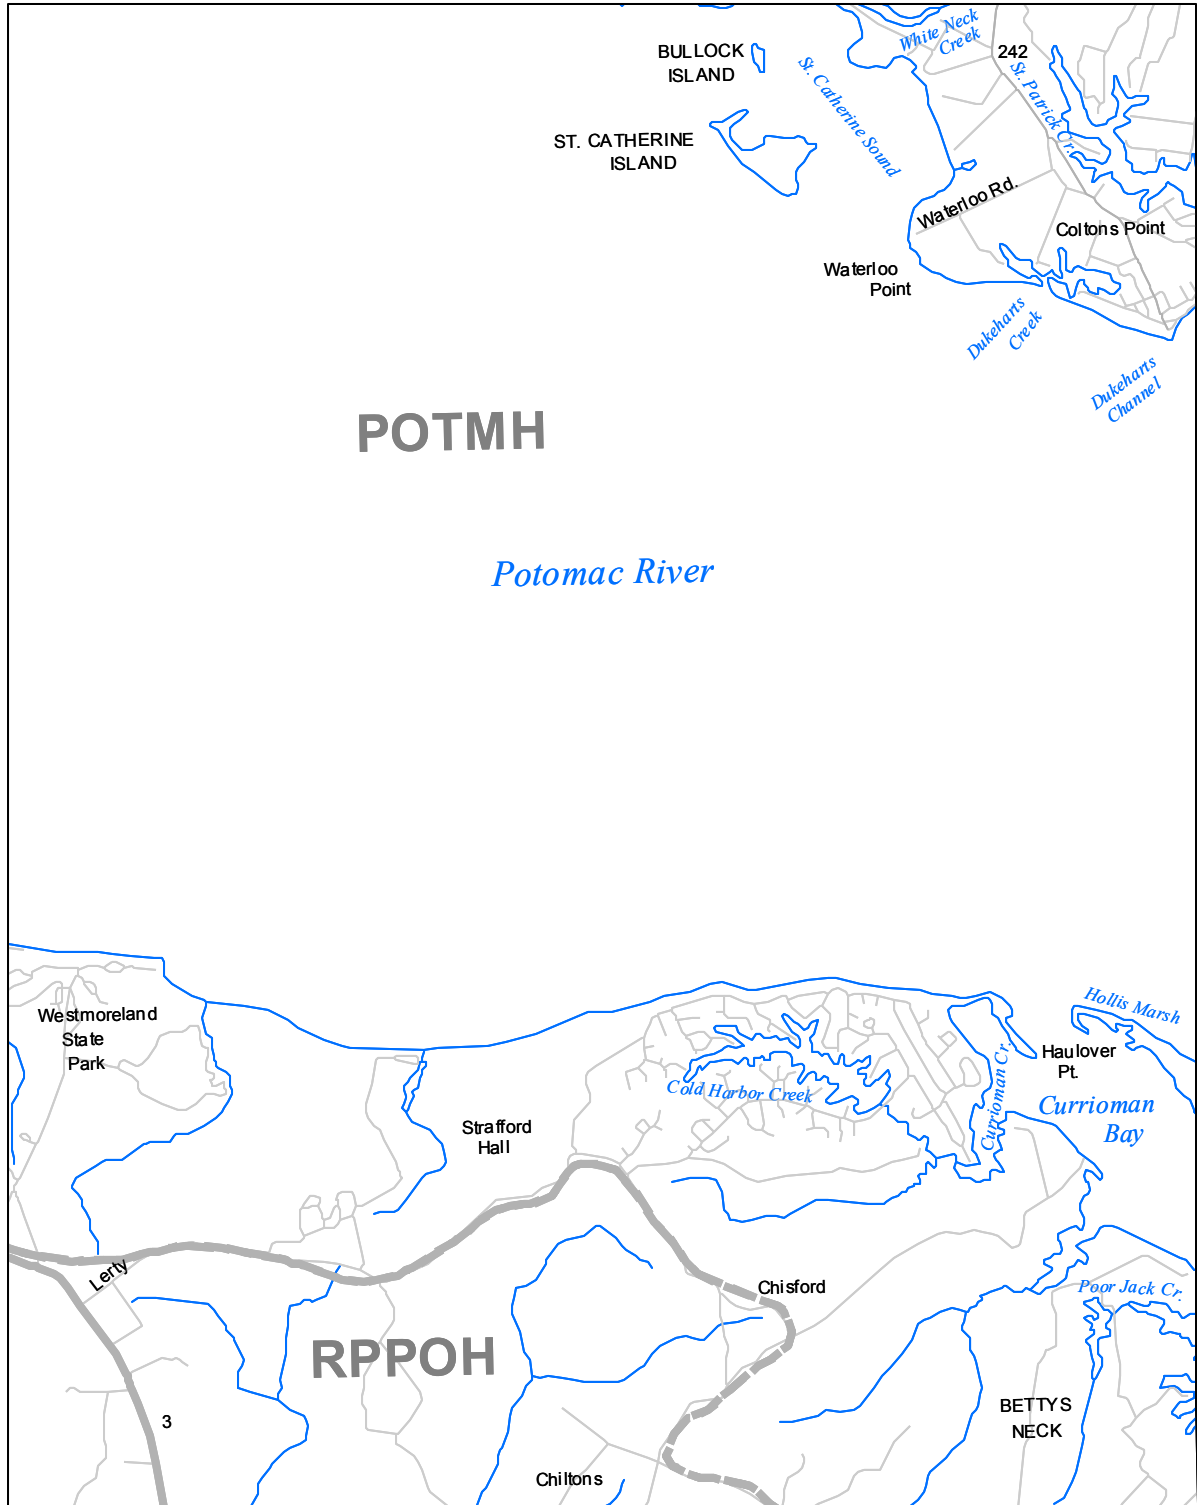 White Neck
Creek
242
BULLOCK
ISLAND
St. Catherine Sound
St. Patrick Cr.
ST. CATHERINE
ISLAND
Waterloo Rd.
Coltons Point
Waterloo
Point
Dukeharts
Creek
Dukeharts
Channel
POTMH
Potomac River
Westmoreland
State
Park
Hollis Marsh
Haulover
Pt.
Cold Harbor Creek
Currioman Cr.
Currioman
Bay
Strafford
Hall
Lerty
Chisford
Poor Jack Cr.
RPPOH
BETTYS
NECK
3
Chiltons